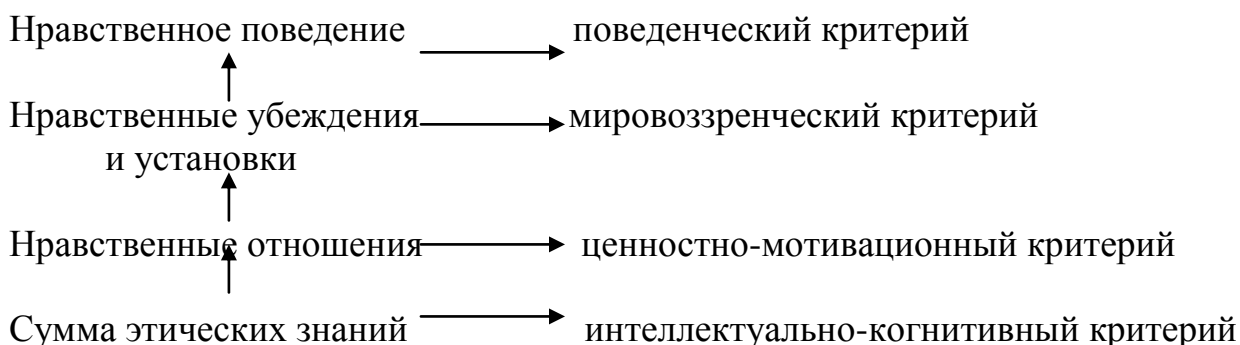 Нравственное поведение поведенческий критерий
Нравственные убеждения мировоззренческий критерий
и установки
Нравственные отношения ценностно-мотивационный критерий
Сумма этических знаний интеллектуально-когнитивный критерий